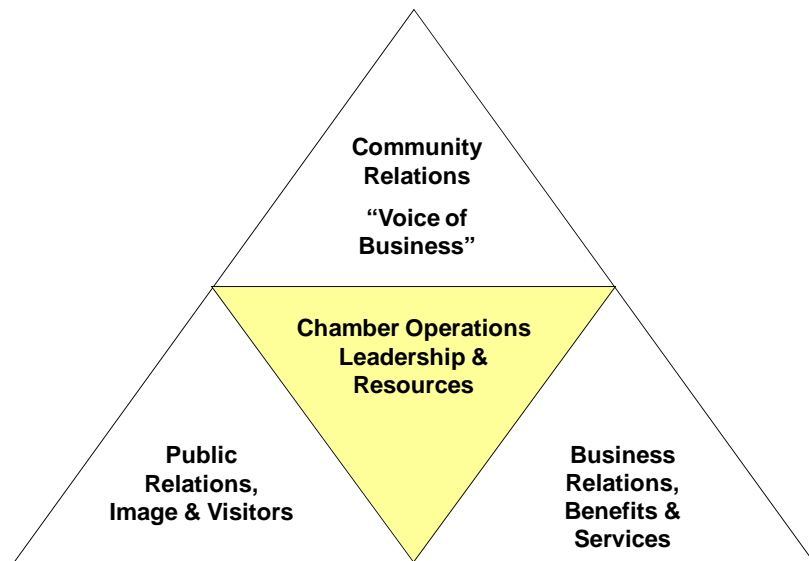 Community
Relations
“Voice of
Business”
Chamber Operations
Leadership &
Resources
Public
Relations,
Image & Visitors
Business
Relations,
Benefits &
Services